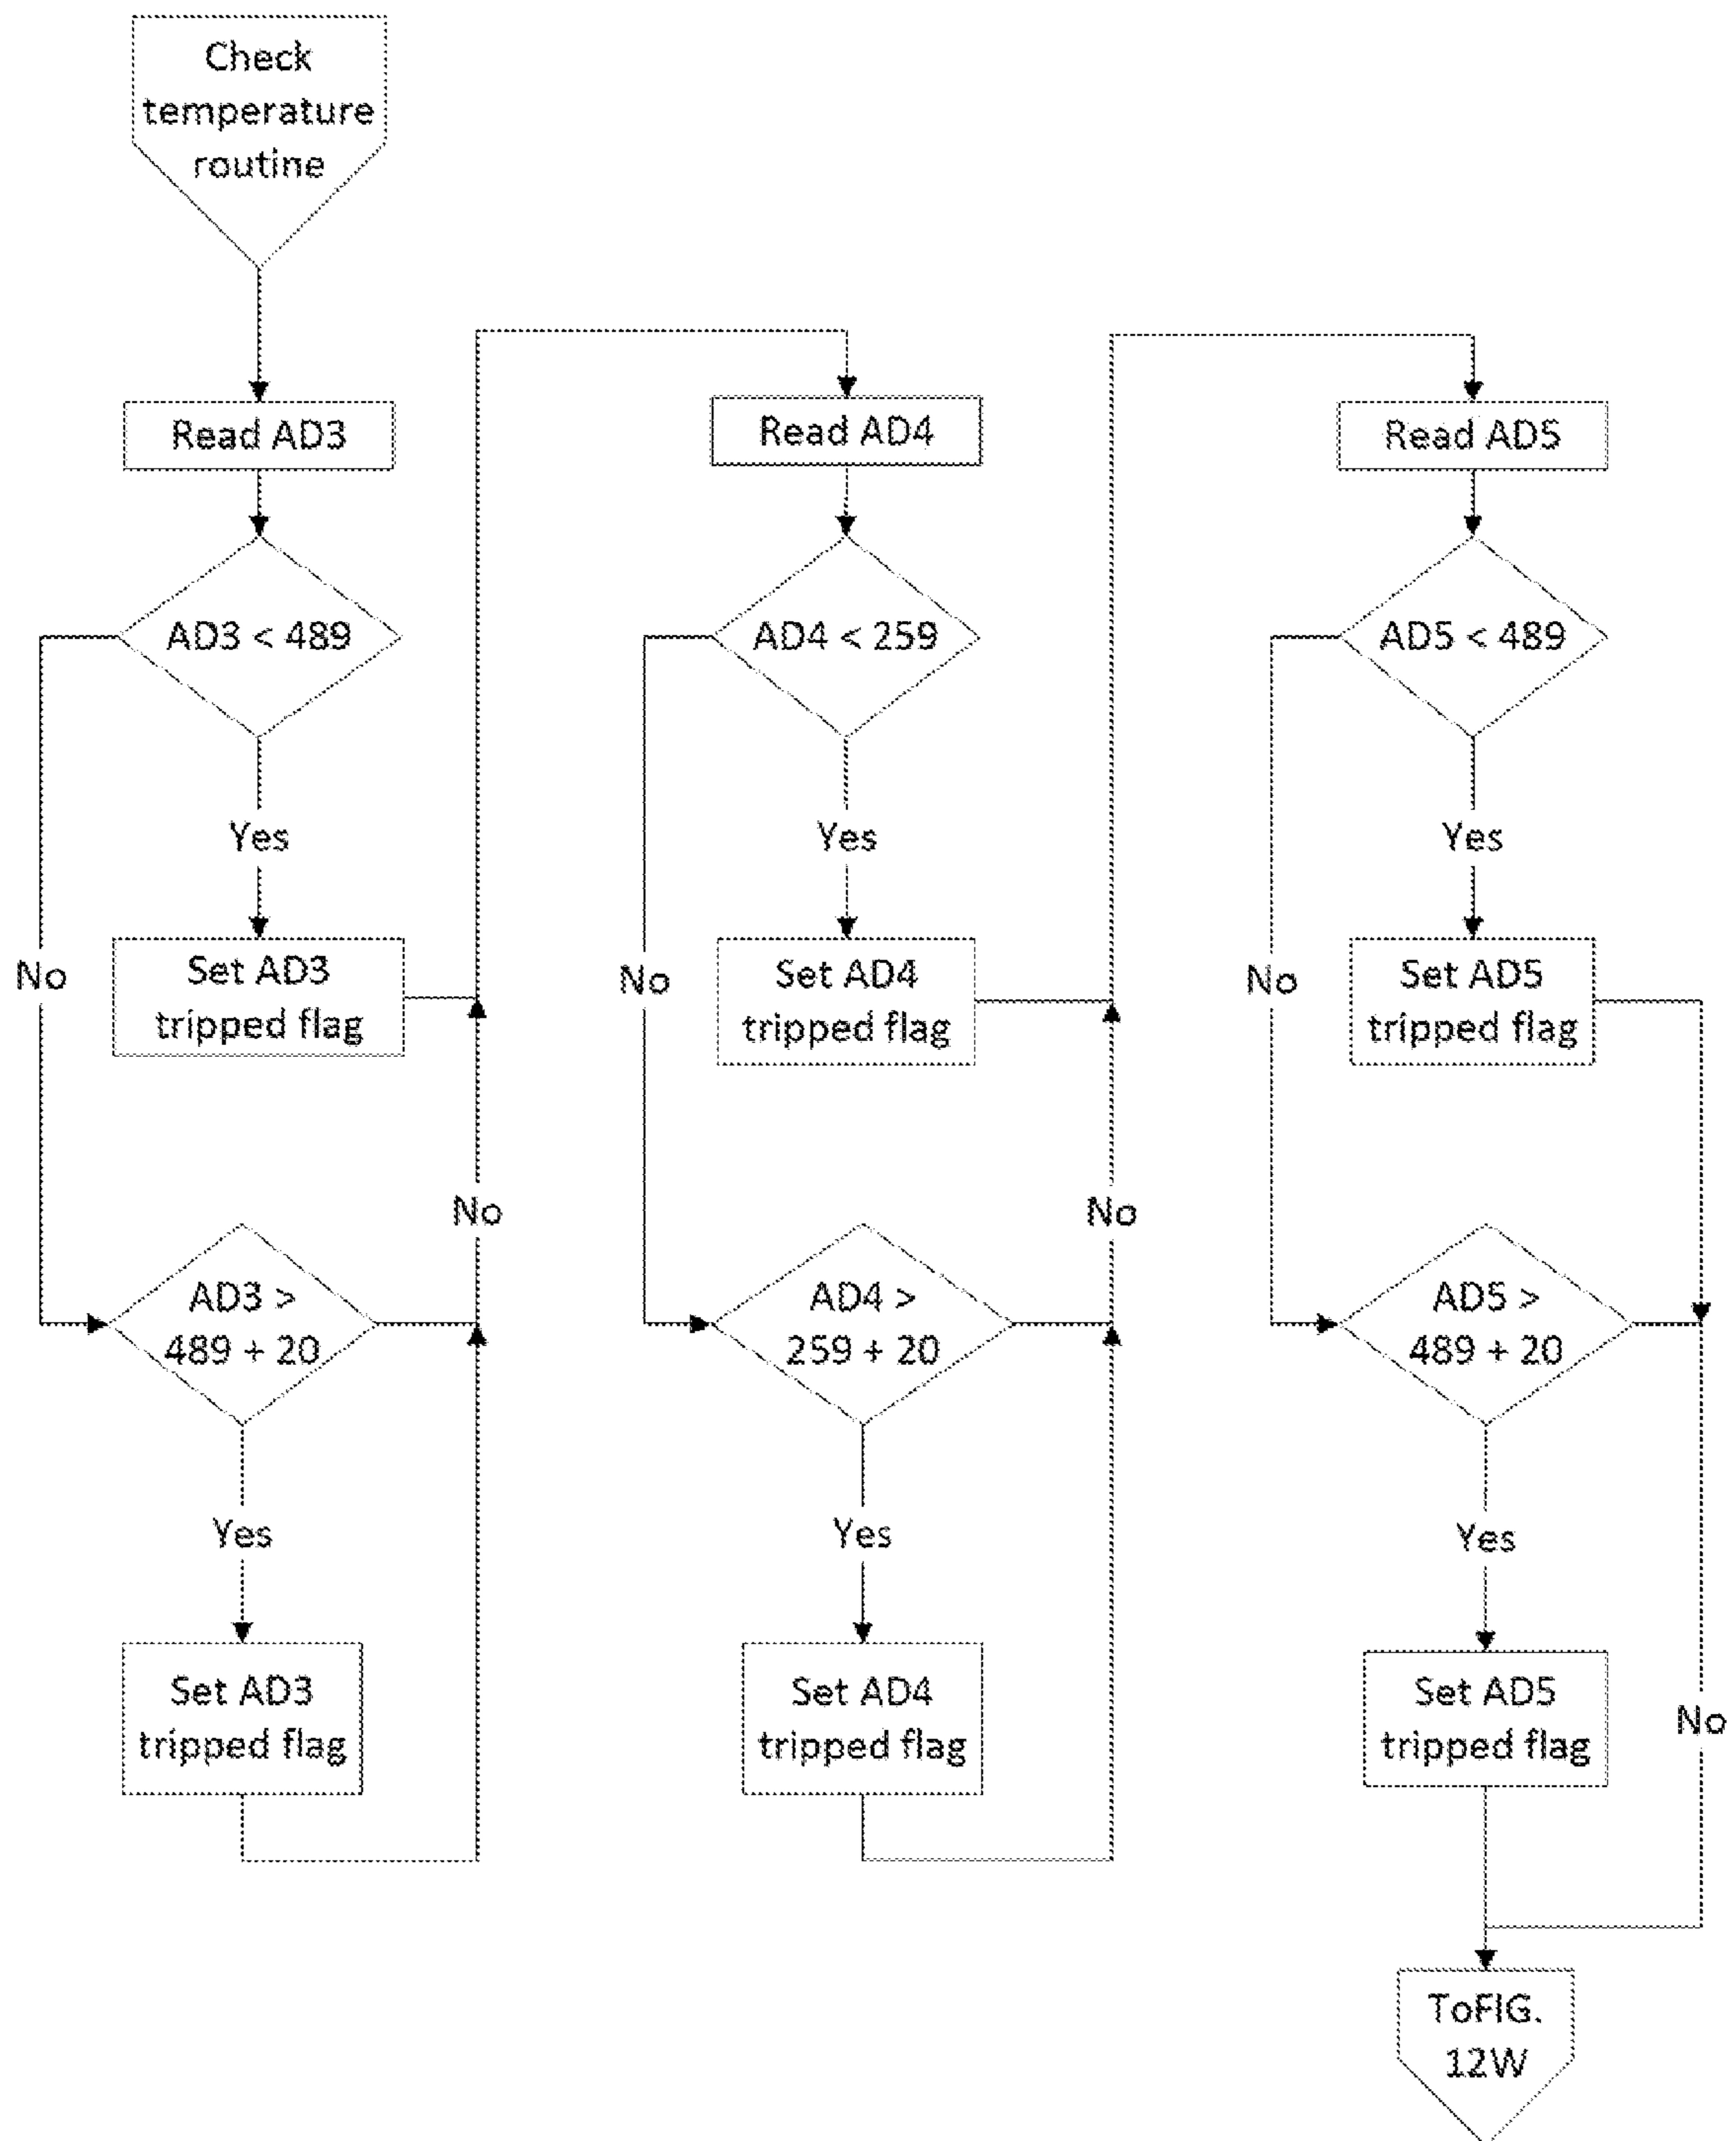 Check
temperature
routine
Read AD3
AD3 < 489
Yes
No
Set AD3
tripped flag
No
AD3 >
489 + 20
Yes
Set AD3
tripped flag
Read AD4
AD4 < 259
Yes
No
Set AD4
tripped flag
No
AD4 >
259 + 20
Yes
Set AD4
tripped flag
Read AD5
AD5 < 489
Yes
No
Set AD5
tripped flag
AD5 >
489 + 20
Yes
Set AD5
tripped flag
No
ToFIG.
12W